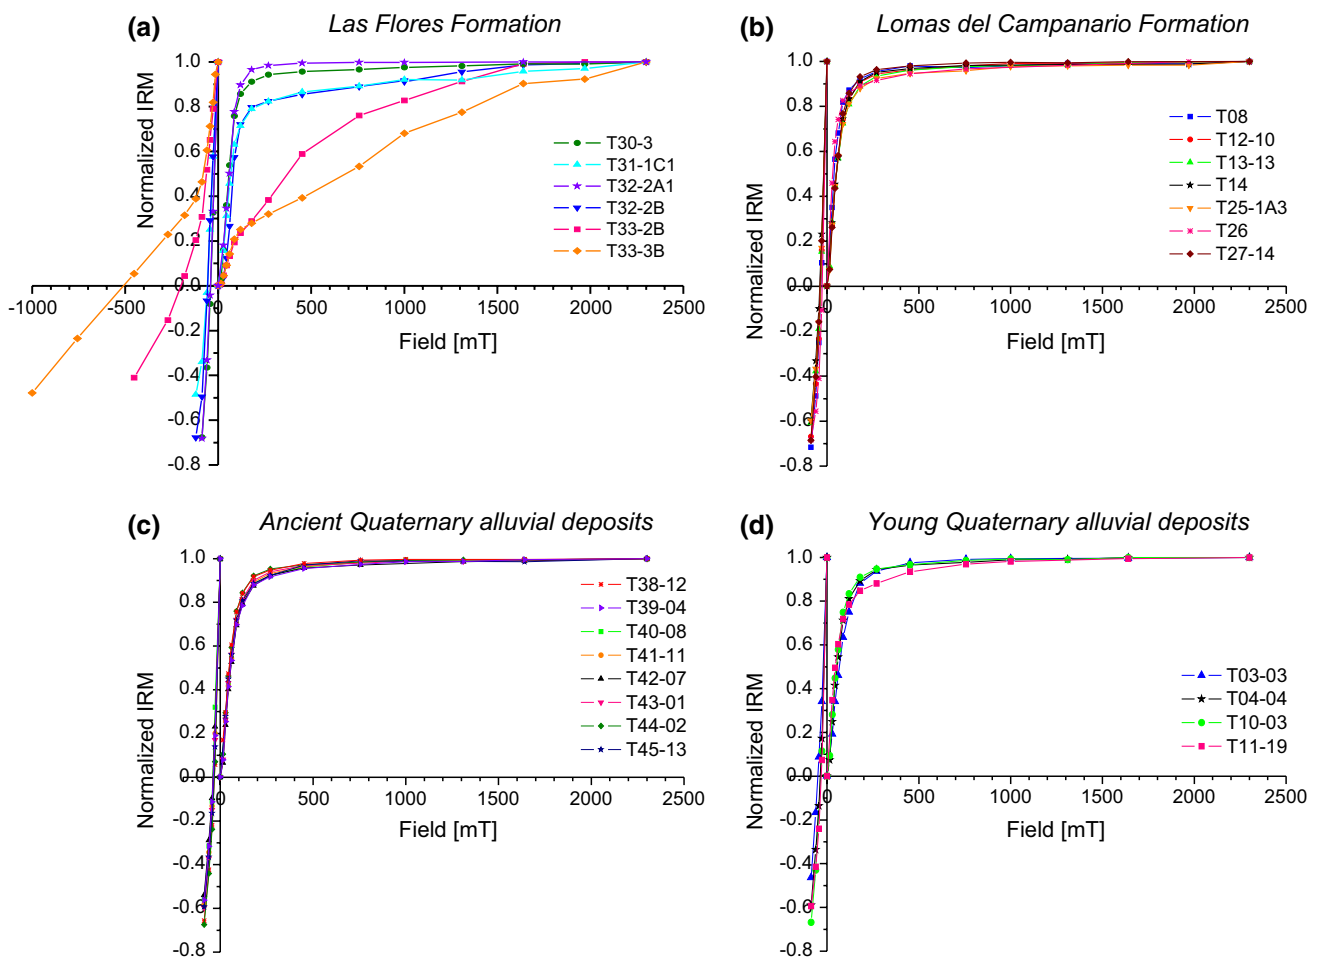 (a) Las Flores Formation
Normalized IRM
1.0
0.8
0.6
0.4
0.2
0.0
-0.2
-0.4
-0.6
-0.8
-1000 -500 0 500 1000 1500 2000 2500
Field [mT]
T30-3
T31-1C1
T32-2A1
T32-2B
T33-2B
T33-3B
(b) Lomas del Campanario Formation
Normalized IRM
1.0
0.8
0.6
0.4
0.2
0.0
-0.2
-0.4
-0.6
-0.8
0 500 1000 1500 2000 2500
Field [mT]
T08
T12-10
T13-13
T14
T25-1A3
T26
T27-14
(c) Ancient Quaternary alluvial deposits
Normalized IRM
1.0
0.8
0.6
0.4
0.2
0.0
-0.2
-0.4
-0.6
-0.8
0 500 1000 1500 2000 2500
Field [mT]
T38-12
T39-04
T40-08
T41-11
T42-07
T43-01
T44-02
T45-13
(d) Young Quaternary alluvial deposits
Normalized IRM
1.0
0.8
0.6
0.4
0.2
0.0
-0.2
-0.4
-0.6
-0.8
0 500 1000 1500 2000 2500
Field [mT]
T03-03
T04-04
T10-03
T11-19